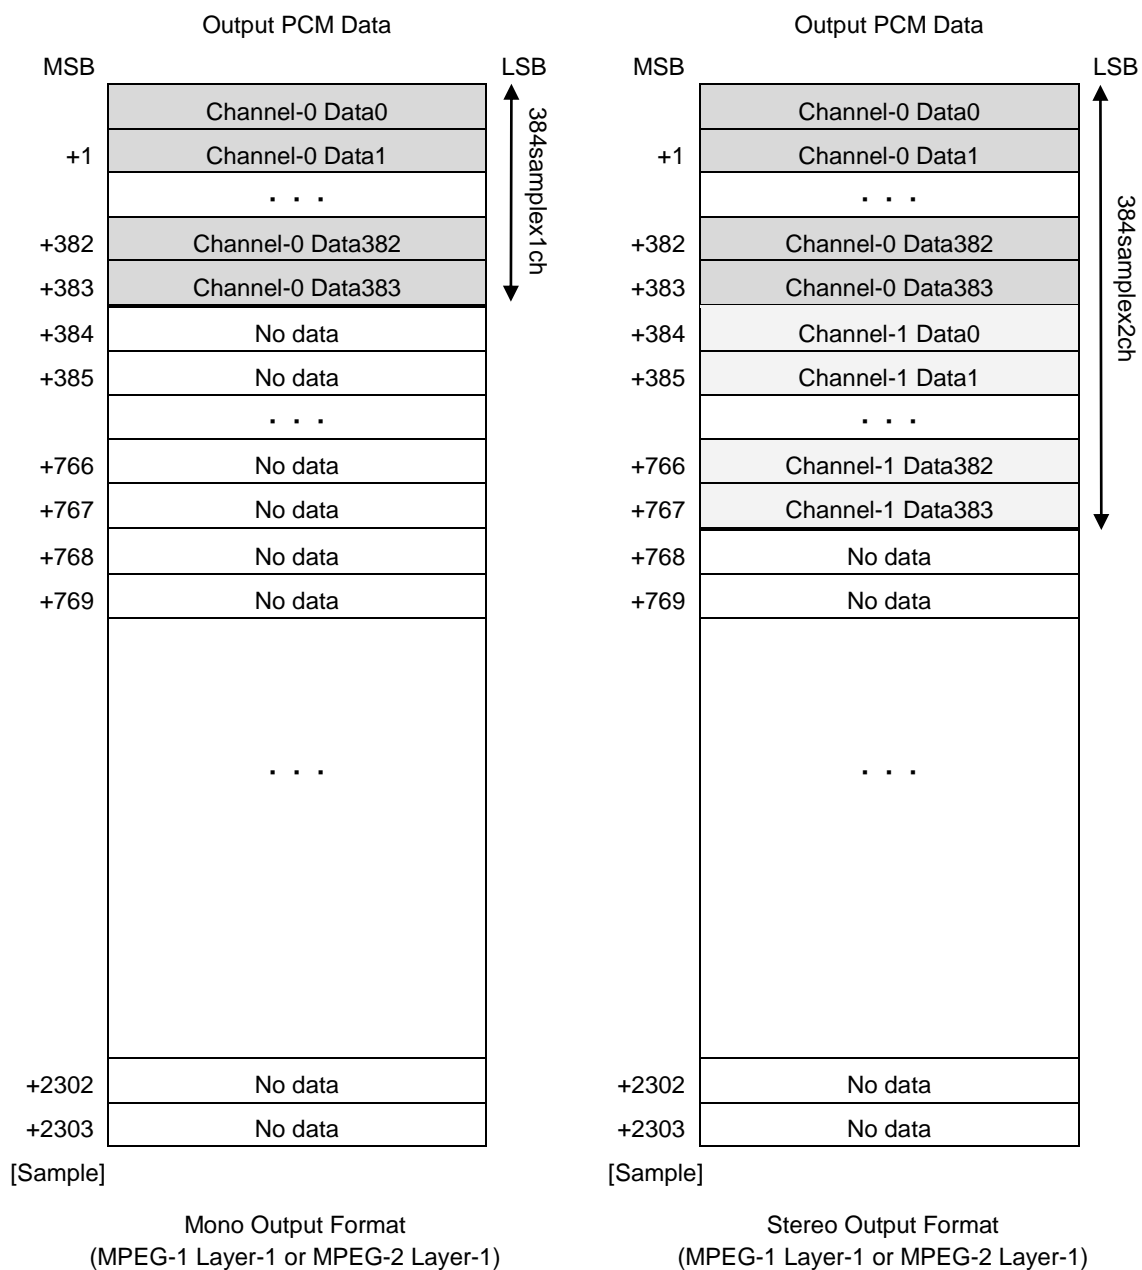 Output PCM Data
MSB
LSB
Channel-0 Data0
+1
Channel-0 Data1
. . .
+382
Channel-0 Data382
+383
Channel-0 Data383
+384
No data
+385
No data
. . .
+766
No data
+767
No data
+768
No data
+769
No data
. . .
+2302
No data
+2303
No data
[Sample]
384samplex1ch
Mono Output Format
(MPEG-1 Layer-1 or MPEG-2 Layer-1)
Output PCM Data
MSB
LSB
Channel-0 Data0
+1
Channel-0 Data1
. . .
+382
Channel-0 Data382
+383
Channel-0 Data383
+384
Channel-1 Data0
+385
Channel-1 Data1
. . .
+766
Channel-1 Data382
+767
Channel-1 Data383
+768
No data
+769
No data
. . .
+2302
No data
+2303
No data
[Sample]
384samplex2ch
Stereo Output Format
(MPEG-1 Layer-1 or MPEG-2 Layer-1)